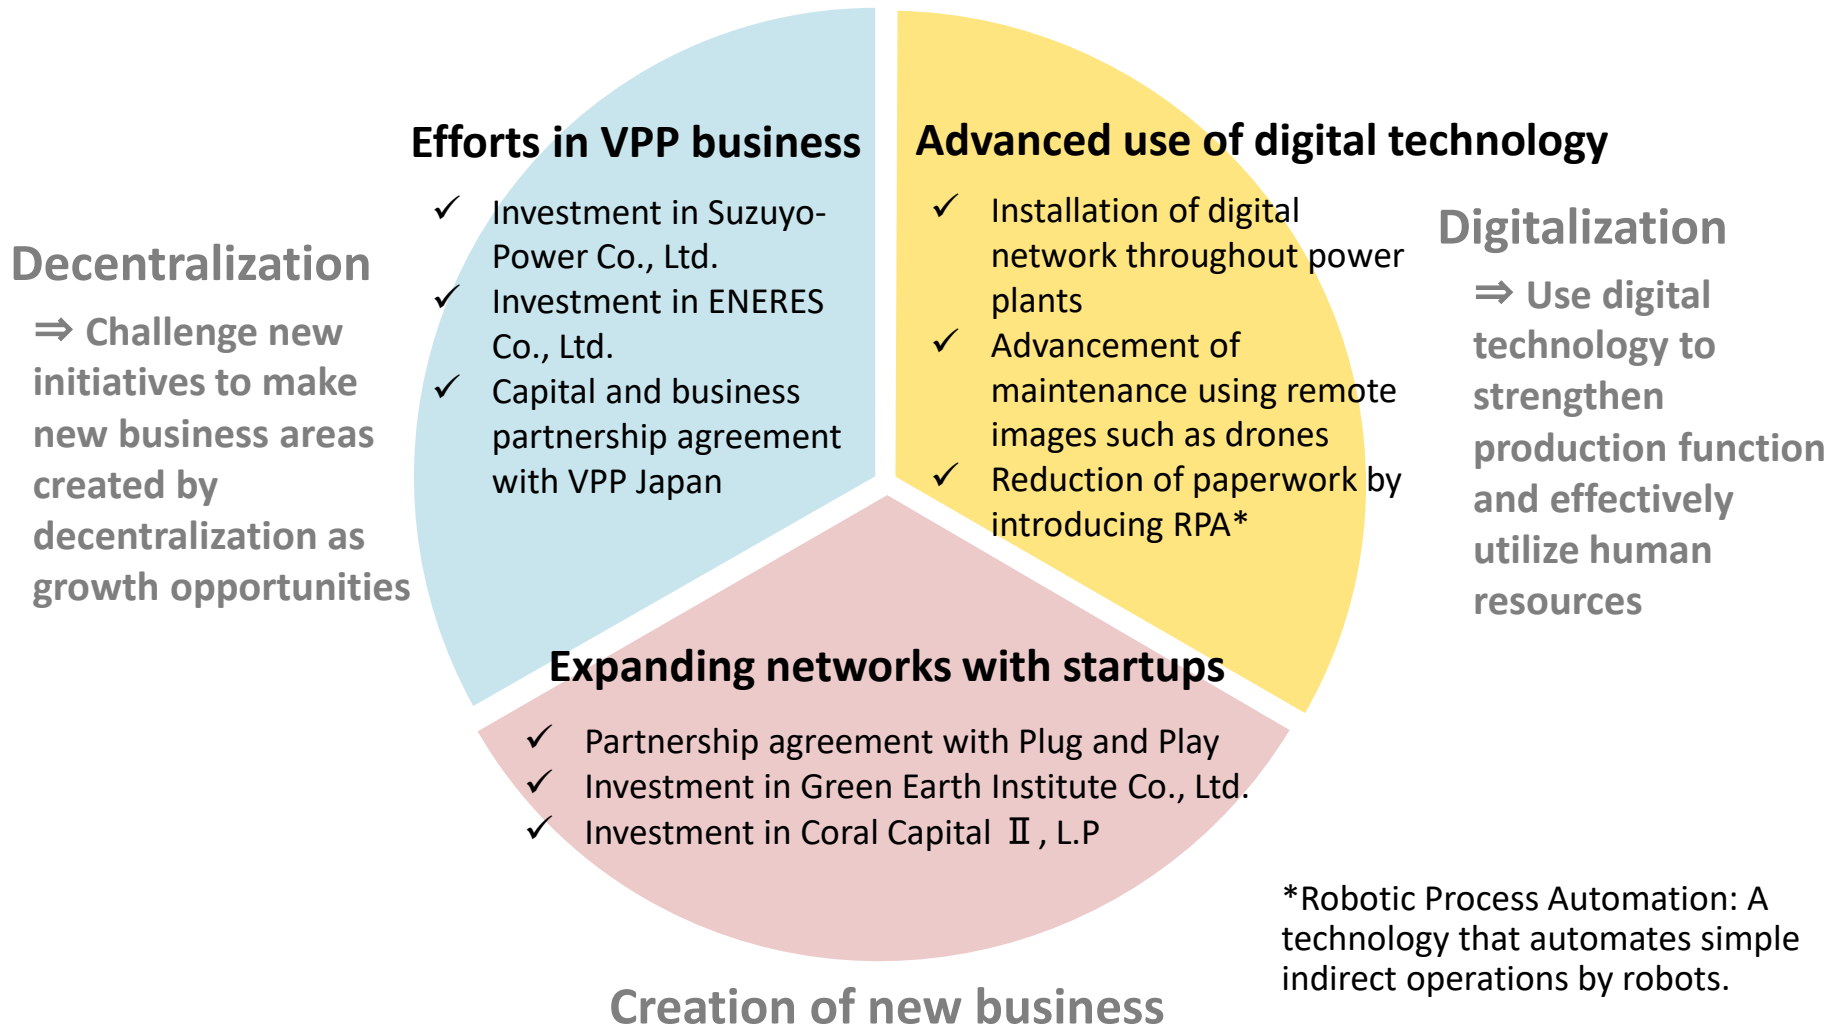 Efforts in VPP business
✓ Investment in Suzuyo-
Power Co., Ltd.
✓ Investment in ENERES
Co., Ltd.
✓ Capital and business
partnership agreement
with VPP Japan
Decentralization
⇒ Challenge new
initiatives to make
new business areas
created by
decentralization as
growth opportunities
Advanced use of digital technology
✓ Installation of digital
network throughout power
plants
✓ Advancement of
maintenance using remote
images such as drones
✓ Reduction of paperwork by
introducing RPA*
Digitalization
⇒ Use digital
technology to
strengthen
production function
and effectively
utilize human
resources
Expanding networks with startups
✓ Partnership agreement with Plug and Play
✓ Investment in Green Earth Institute Co., Ltd.
✓ Investment in Coral Capital Ⅱ, L.P
Creation of new business
*Robotic Process Automation: A
technology that automates simple
indirect operations by robots.